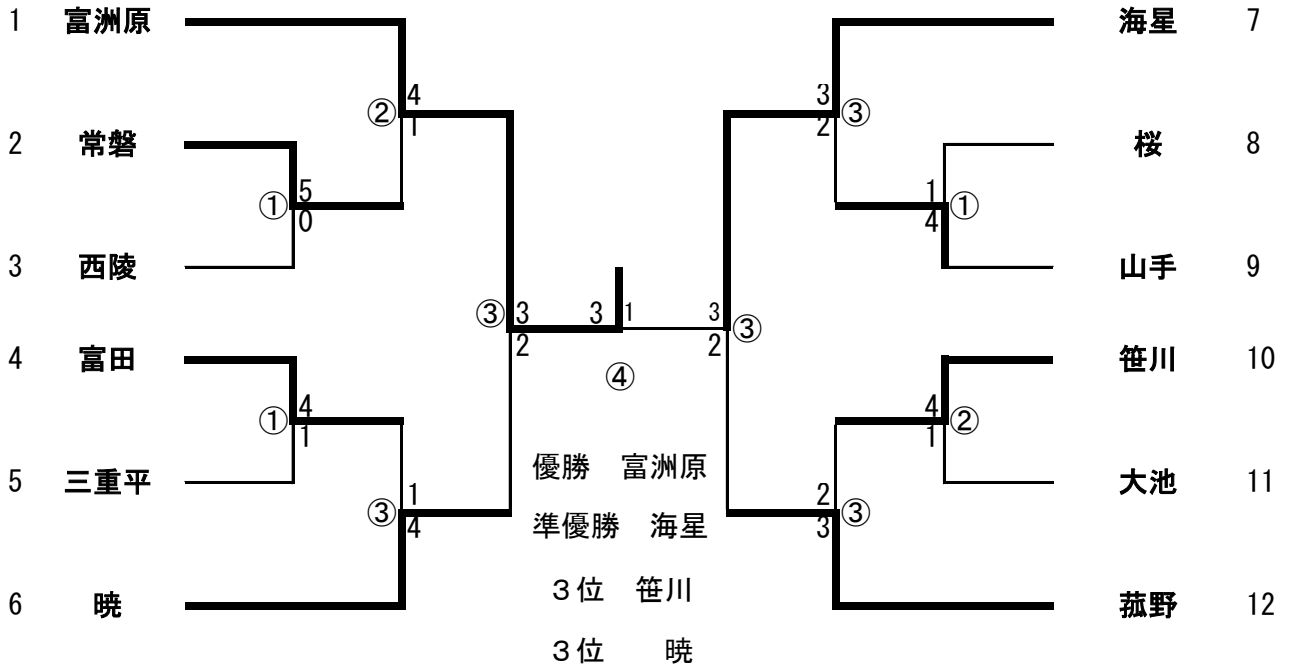 1 富洲原
海星 7
4
②
1
3
③
2
2 常磐
桜 8
5
①
0
1
①
4
3 西陵
山手 9
③
3
2
3
1
3
③
2
④
4 富田
笹川 10
4
①
1
4
②
1
5 三重平
大池 11
優勝 富洲原
1
③
4
2
③
3
準優勝 海星
3位 笹川
6 暁
菰野 12
3位 暁